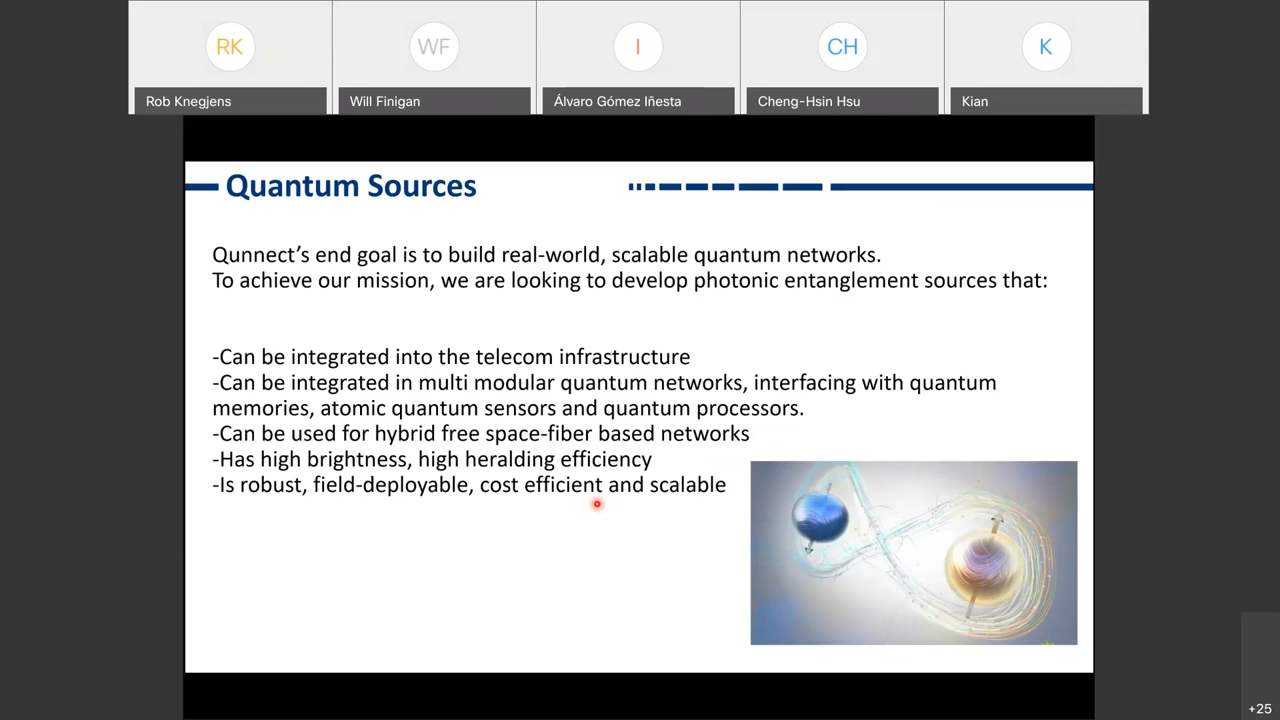 RK
WF
I
CH
K
Rob Knegjens
Will Finigan
Álvaro Gómez Iñesta
Cheng-Hsin Hsu
Kian
Quantum Sources
Qunnect’s end goal is to build real-world, scalable quantum networks.
To achieve our mission, we are looking to develop photonic entanglement sources that:
-Can be integrated into the telecom infrastructure
-Can be integrated in multi modular quantum networks, interfacing with quantum
memories, atomic quantum sensors and quantum processors.
-Can be used for hybrid free space-fiber based networks
-Has high brightness, high heralding efficiency
-Is robust, field-deployable, cost efficient and scalable
+25